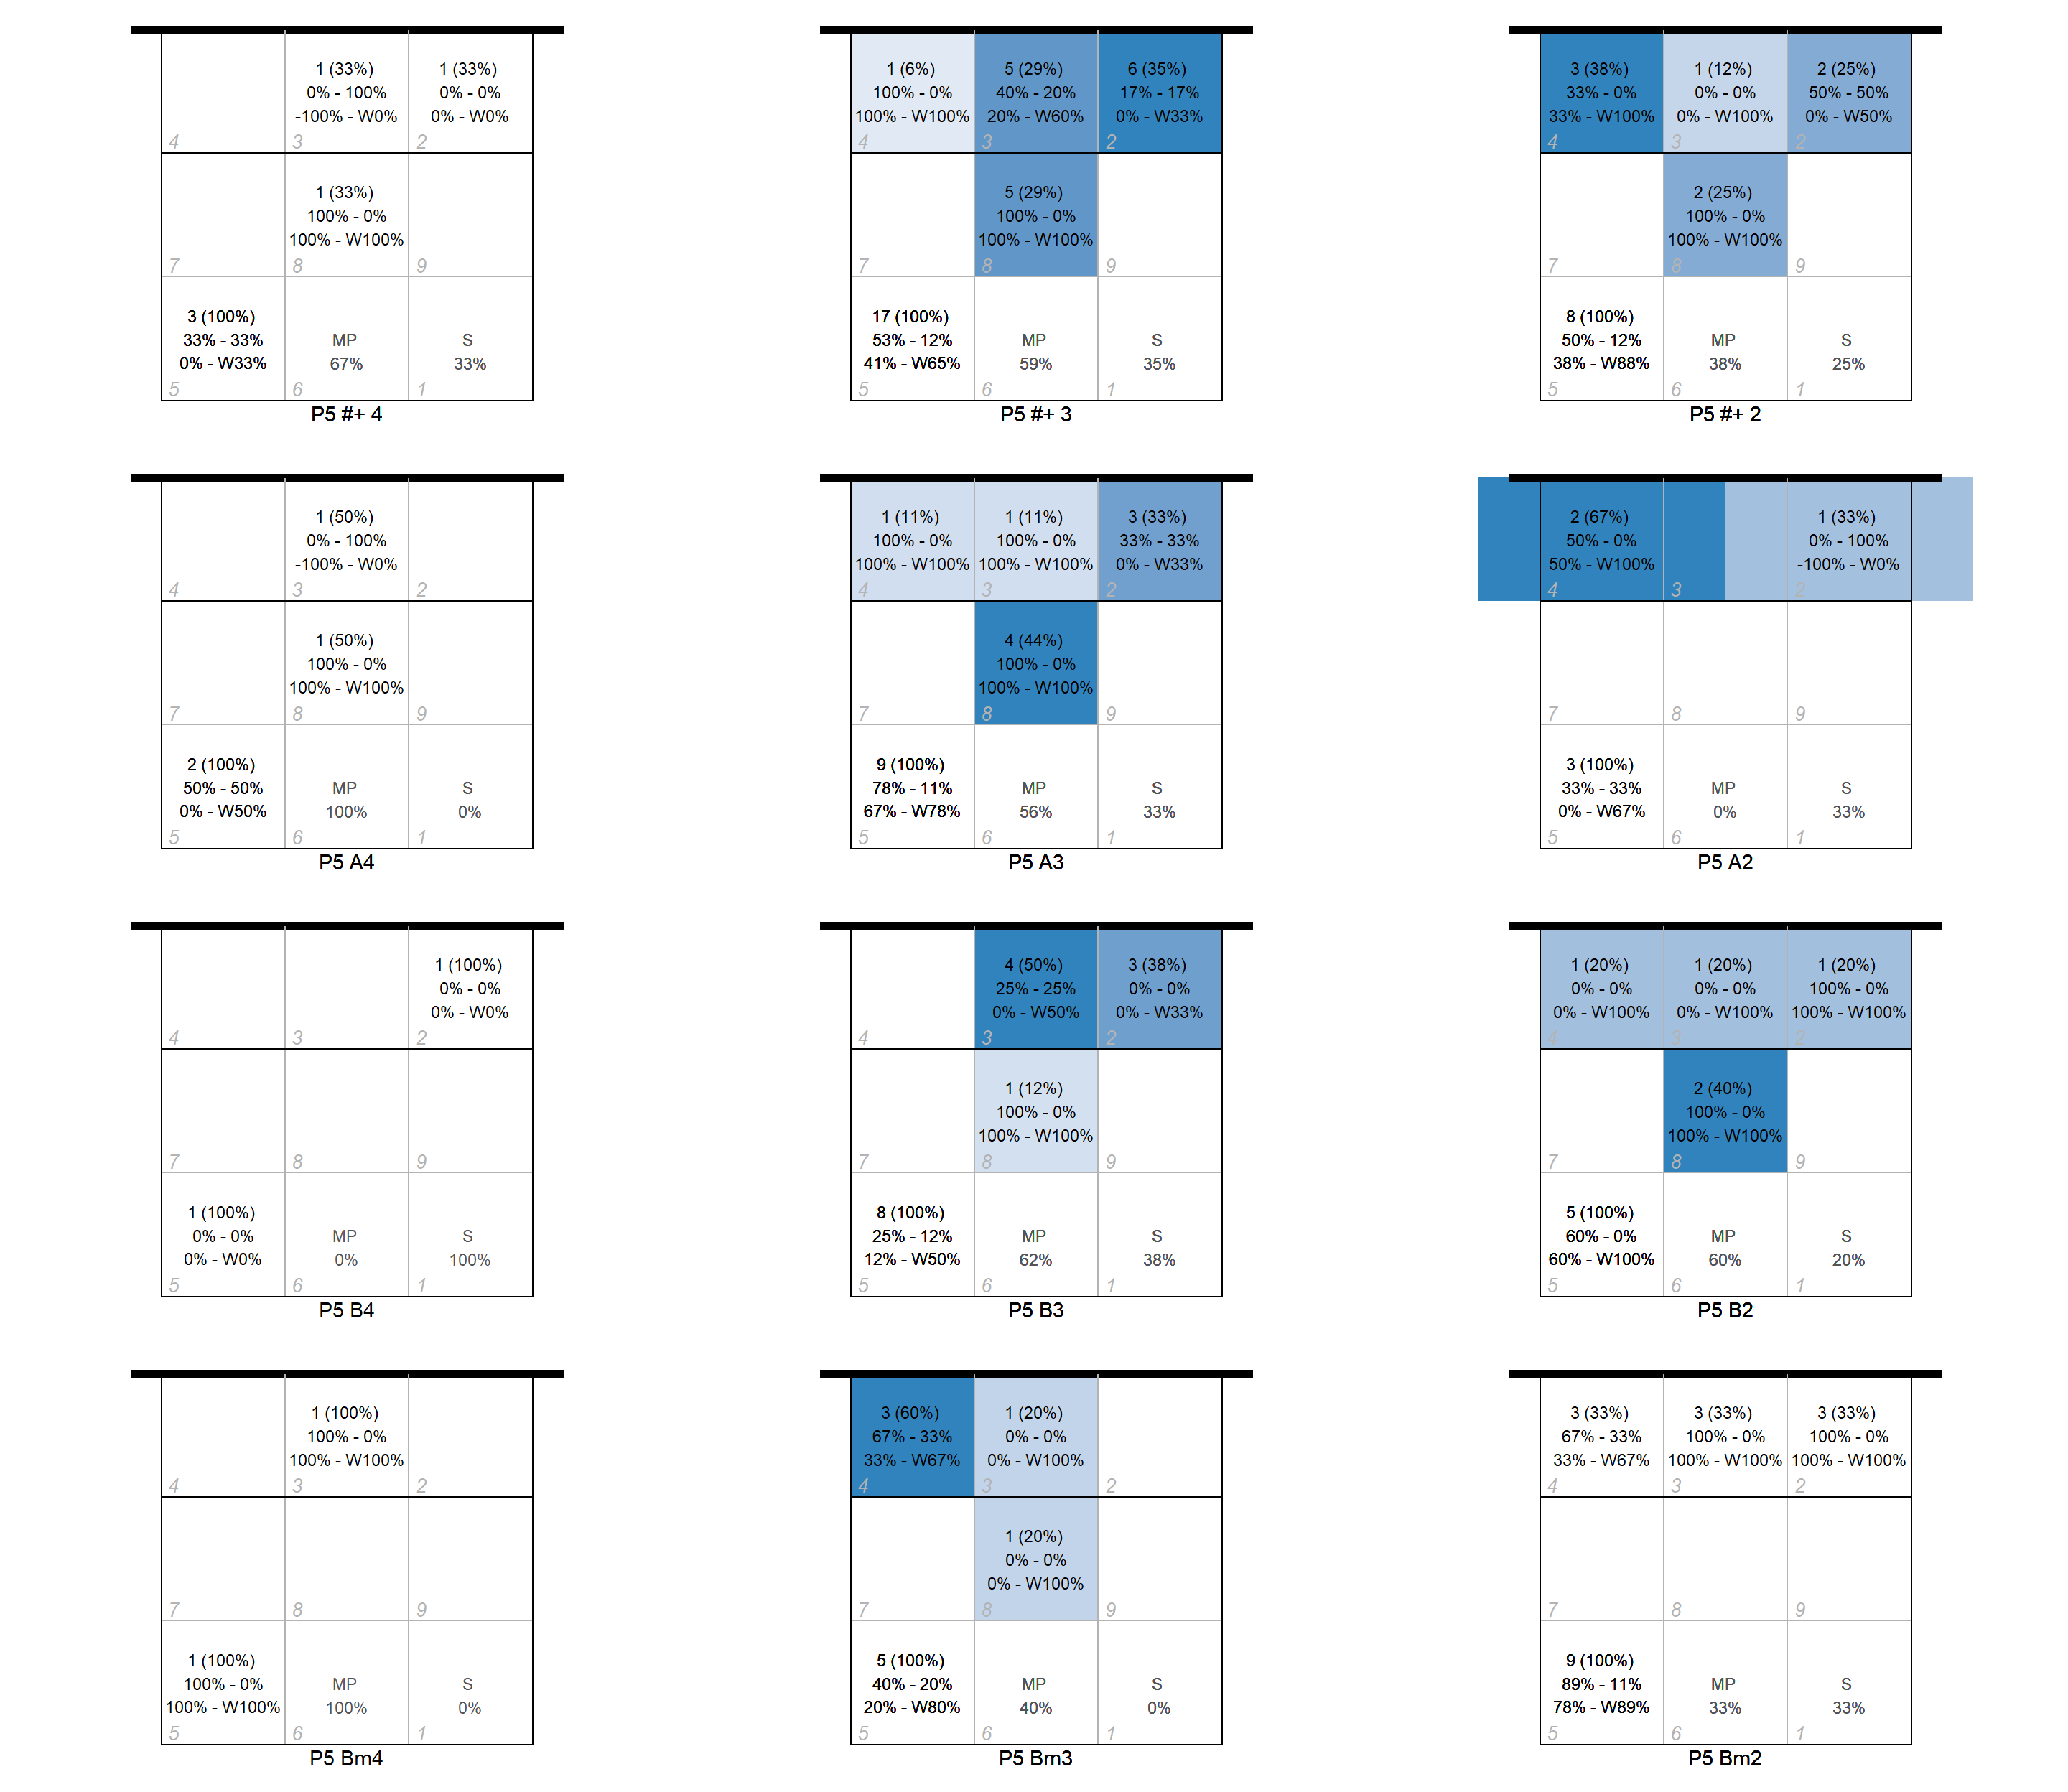 1 (33%)
0% - 100%
-100% - W0%
1 (33%)
0% - 0%
0% - W0%
4
3
2
1 (33%)
100% - 0%
100% - W100%
7
8
9
3 (100%)
33% - 33%
0% - W33%
MP
67%
S
33%
5
6
1
P5 #+ 4
1 (6%)
100% - 0%
100% - W100%
5 (29%)
40% - 20%
20% - W60%
6 (35%)
17% - 17%
0% - W33%
4
3
2
5 (29%)
100% - 0%
100% - W100%
7
8
9
17 (100%)
53% - 12%
41% - W65%
MP
59%
S
35%
5
6
1
P5 #+ 3
3 (38%)
33% - 0%
33% - W100%
1 (12%)
0% - 0%
0% - W100%
2 (25%)
50% - 50%
0% - W50%
4
3
2
2 (25%)
100% - 0%
100% - W100%
7
8
9
8 (100%)
50% - 12%
38% - W88%
MP
38%
S
25%
5
6
1
P5 #+ 2
1 (50%)
0% - 100%
-100% - W0%
4
3
2
1 (50%)
100% - 0%
100% - W100%
7
8
9
2 (100%)
50% - 50%
0% - W50%
MP
100%
S
0%
5
6
1
P5 A4
1 (11%)
100% - 0%
100% - W100%
1 (11%)
100% - 0%
100% - W100%
3 (33%)
33% - 33%
0% - W33%
4
3
2
4 (44%)
100% - 0%
100% - W100%
7
8
9
9 (100%)
78% - 11%
67% - W78%
MP
56%
S
33%
5
6
1
P5 A3
2 (67%)
50% - 0%
50% - W100%
1 (33%)
0% - 100%
-100% - W0%
4
3
2
7
8
9
3 (100%)
33% - 33%
0% - W67%
MP
0%
S
33%
5
6
1
P5 A2
1 (100%)
0% - 0%
0% - W0%
4
3
2
7
8
9
1 (100%)
0% - 0%
0% - W0%
MP
0%
S
100%
5
6
1
P5 B4
4 (50%)
25% - 25%
0% - W50%
3 (38%)
0% - 0%
0% - W33%
4
3
2
1 (12%)
100% - 0%
100% - W100%
7
8
9
8 (100%)
25% - 12%
12% - W50%
MP
62%
S
38%
5
6
1
P5 B3
1 (20%)
0% - 0%
0% - W100%
1 (20%)
0% - 0%
0% - W100%
1 (20%)
100% - 0%
100% - W100%
4
3
2
2 (40%)
100% - 0%
100% - W100%
7
8
9
5 (100%)
60% - 0%
60% - W100%
MP
60%
S
20%
5
6
1
P5 B2
1 (100%)
100% - 0%
100% - W100%
4
3
2
7
8
9
1 (100%)
100% - 0%
100% - W100%
MP
100%
S
0%
5
6
1
P5 Bm4
3 (60%)
67% - 33%
33% - W67%
1 (20%)
0% - 0%
0% - W100%
4
3
2
1 (20%)
0% - 0%
0% - W100%
7
8
9
5 (100%)
40% - 20%
20% - W80%
MP
40%
S
0%
5
6
1
P5 Bm3
3 (33%)
67% - 33%
33% - W67%
3 (33%)
100% - 0%
100% - W100%
3 (33%)
100% - 0%
100% - W100%
4
3
2
7
8
9
9 (100%)
89% - 11%
78% - W89%
MP
33%
S
33%
5
6
1
P5 Bm2